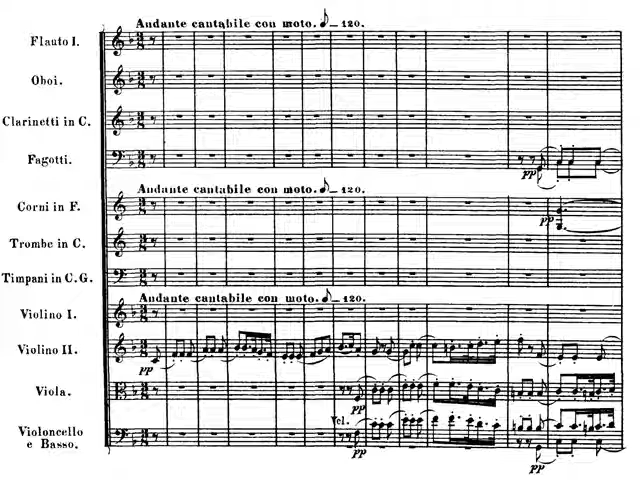 Andante cantabile con moto. ♪ – 120.
Flauto I.
Oboi.
Clarinetti in C.
Fagotti.
pp
Andante cantabile con moto. ♪ – 120.
Corni in F.
pp
Trombe in C.
Timpani in C.G.
Andante cantabile con moto. ♪ – 120.
Violino I.
Violino II.
pp
Viola.
pp
Vcl.
Violoncello
e Basso.
pp
pp